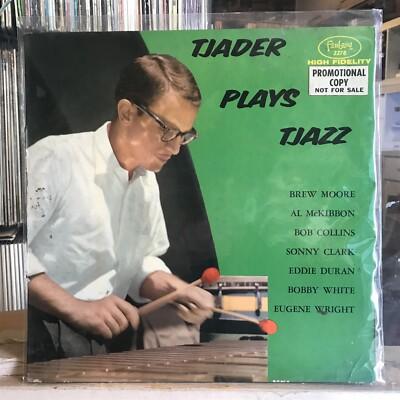 TJADER
PLAYS
TJAZZ
Fantasy
3278
HIGH FIDELITY
PROMOTIONAL
COPY
NOT FOR SALE
BREW MOORE
AL McKIBBON
BOB COLLINS
SONNY CLARK
EDDIE DURAN
BOBBY WHITE
EUGENE WRIGHT